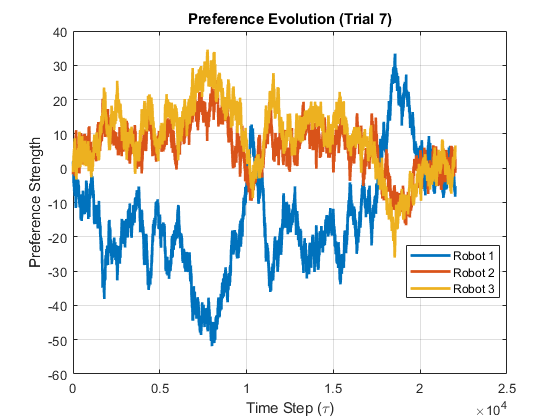 Preference Evolution (Trial 7)
Preference Strength
40
30
20
10
0
-10
-20
-30
-40
-50
-60
Robot 1
Robot 2
Robot 3
0 0.5 1 1.5 2 2.5
Time Step (τ)
×10^4